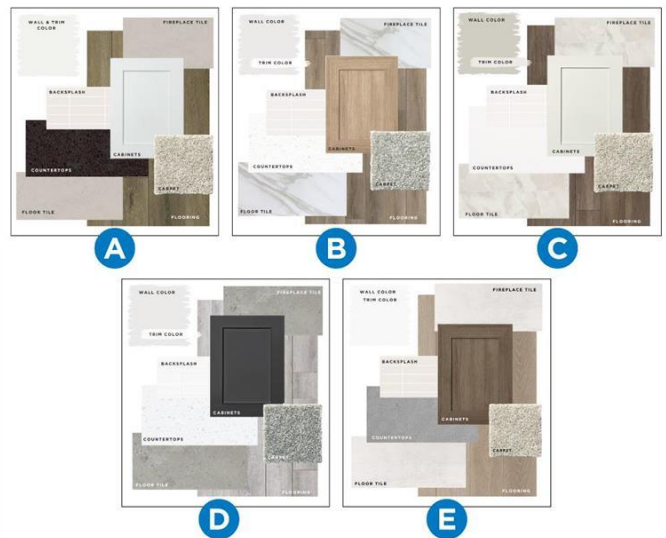 WALL & TRIM
COLOR
FIREPLACE TILE
BACKSPLASH
CABINETS
COUNTERTOPS
CARPET
FLOOR TILE
FLOORING
A
WALL COLOR
FIREPLACE TILE
TRIM COLOR
BACKSPLASH
CABINETS
COUNTERTOPS
CARPET
FLOOR TILE
FLOORING
B
WALL COLOR
FIREPLACE TILE
TRIM COLOR
BACKSPLASH
CABINETS
COUNTERTOPS
CARPET
FLOOR TILE
FLOORING
C
WALL COLOR
FIREPLACE TILE
TRIM COLOR
BACKSPLASH
CABINETS
COUNTERTOPS
CARPET
FLOOR TILE
FLOORING
D
WALL COLOR
TRIM COLOR
FIREPLACE TILE
BACKSPLASH
CABINETS
COUNTERTOPS
CARPET
FLOOR TILE
FLOORING
E